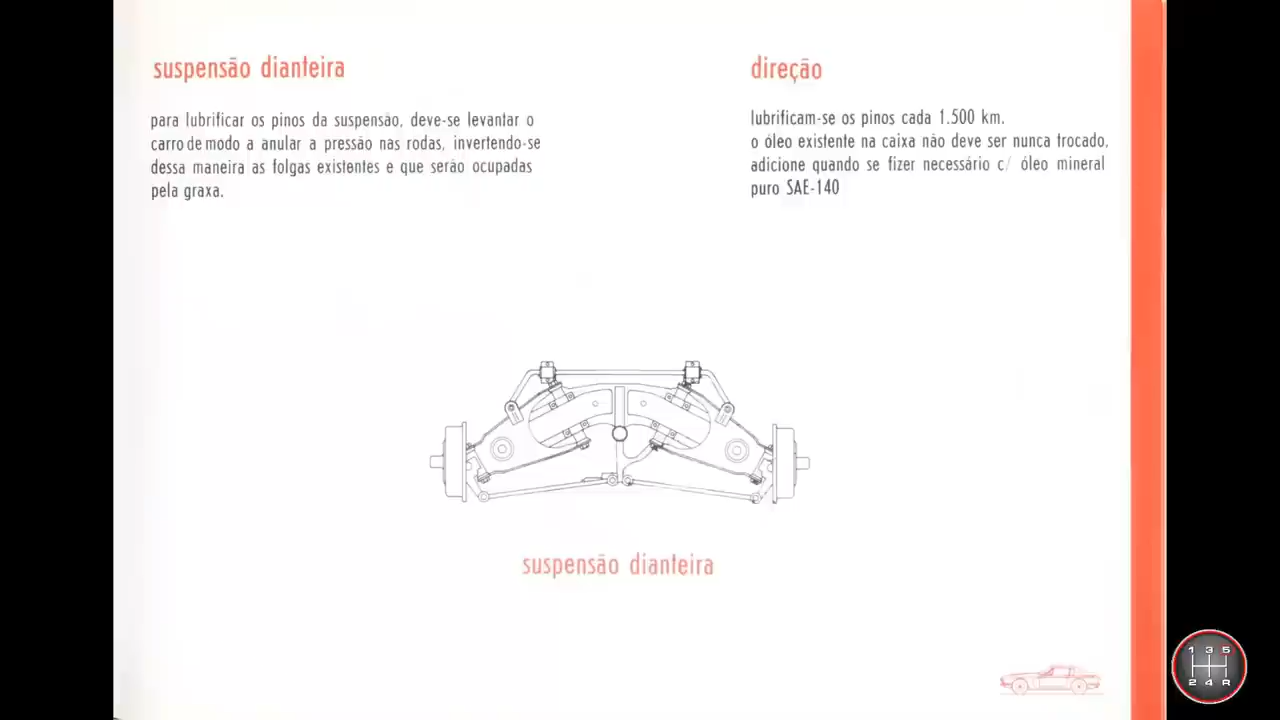 suspensão dianteira
para lubrificar os pinos da suspensão, deve-se levantar o
carro de modo a anular a pressão nas rodas, invertendo-se
dessa maneira as folgas existentes e que serão ocupadas
pela graxa.
direção
lubrificam-se os pinos cada 1.500 km.
o óleo existente na caixa não deve ser nunca trocado,
adicione quando se fizer necessário c/ óleo mineral
puro SAE-140
suspensão dianteira
1 3 5
2 4 R